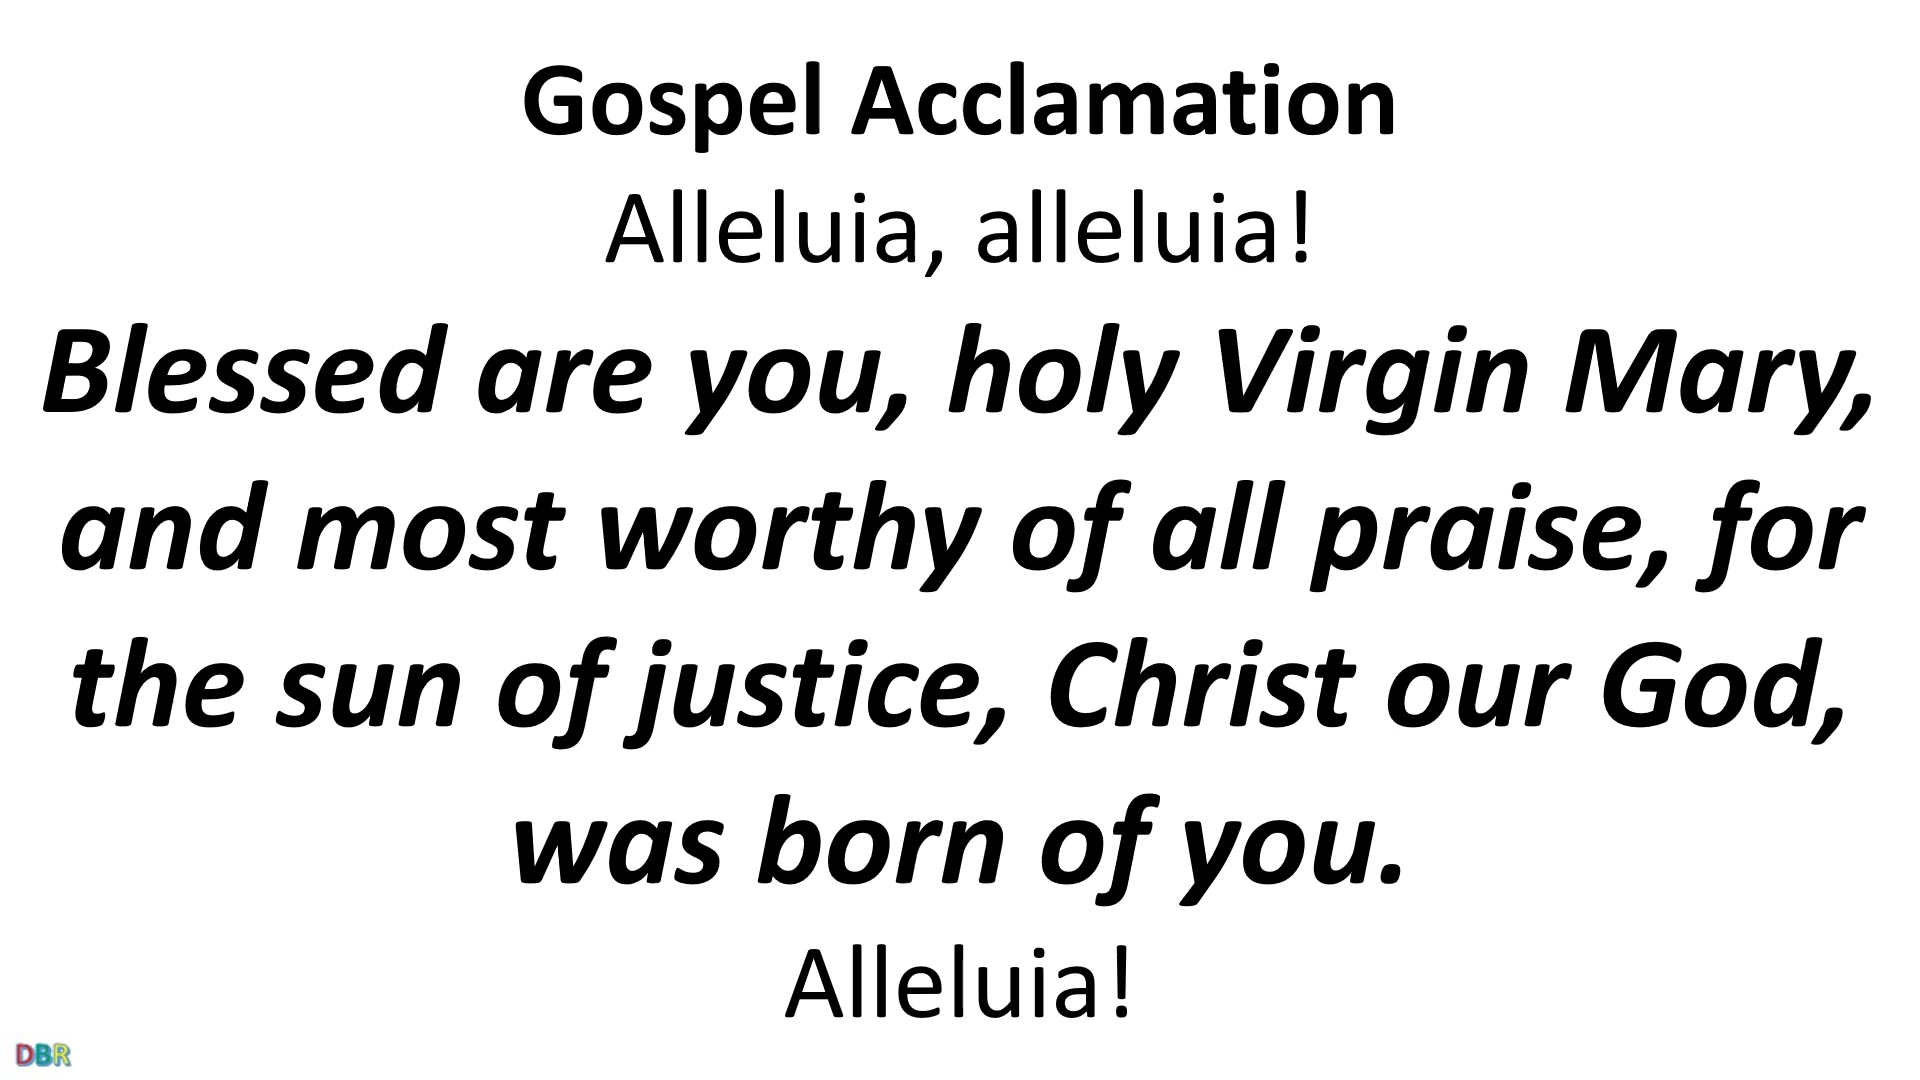 Gospel Acclamation
Alleluia, alleluia!
Blessed are you, holy Virgin Mary,
and most worthy of all praise, for
the sun of justice, Christ our God,
was born of you.
Alleluia!
DBR